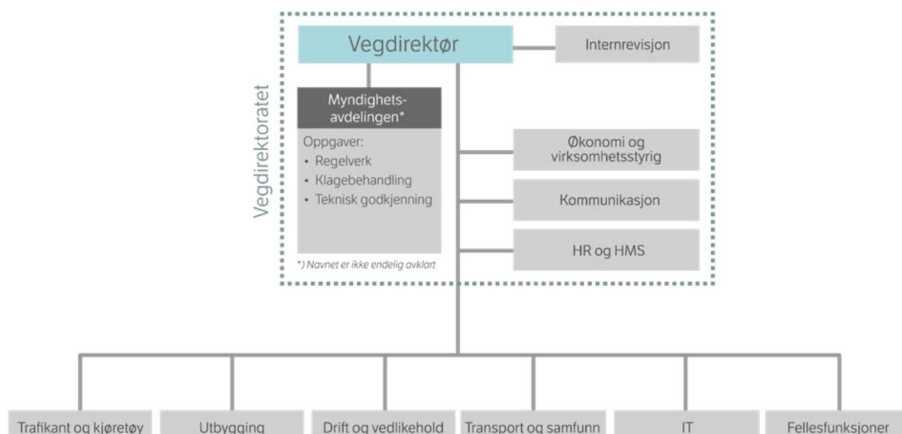 Vegdirektoratet
Vegdirektør
Internrevisjon
Myndighets-
avdelingen*
Oppgaver:
• Regelverk
• Klagebehandling
• Teknisk godkjenning
*) Navnet er ikke endelig avklart
Økonomi og
virksomhetsstyrig
Kommunikasjon
HR og HMS
Trafikant og kjøretøy
Utbygging
Drift og vedlikehold
Transport og samfunn
IT
Fellesfunksjoner